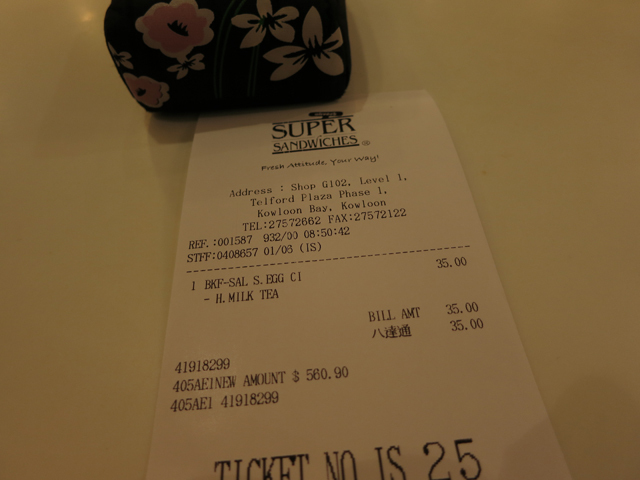 SUPER
SANDWICHES ®
Fresh Attitude, Your Way!
Address : Shop G102, Level 1,
Telford Plaza Phase 1,
Kowloon Bay, Kowloon
TEL:27572662 FAX:27572122
REF.:001587 932/00 08:50:42
STFF:0408657 01/06 (IS)
1 BKF-SAL S.EGG CI 35.00
- H.MILK TEA
BILL AMT 35.00
八達通 35.00
41918299
405AE1NEW AMOUNT $ 560.90
405AE1 41918299
TICKET NO IS 25